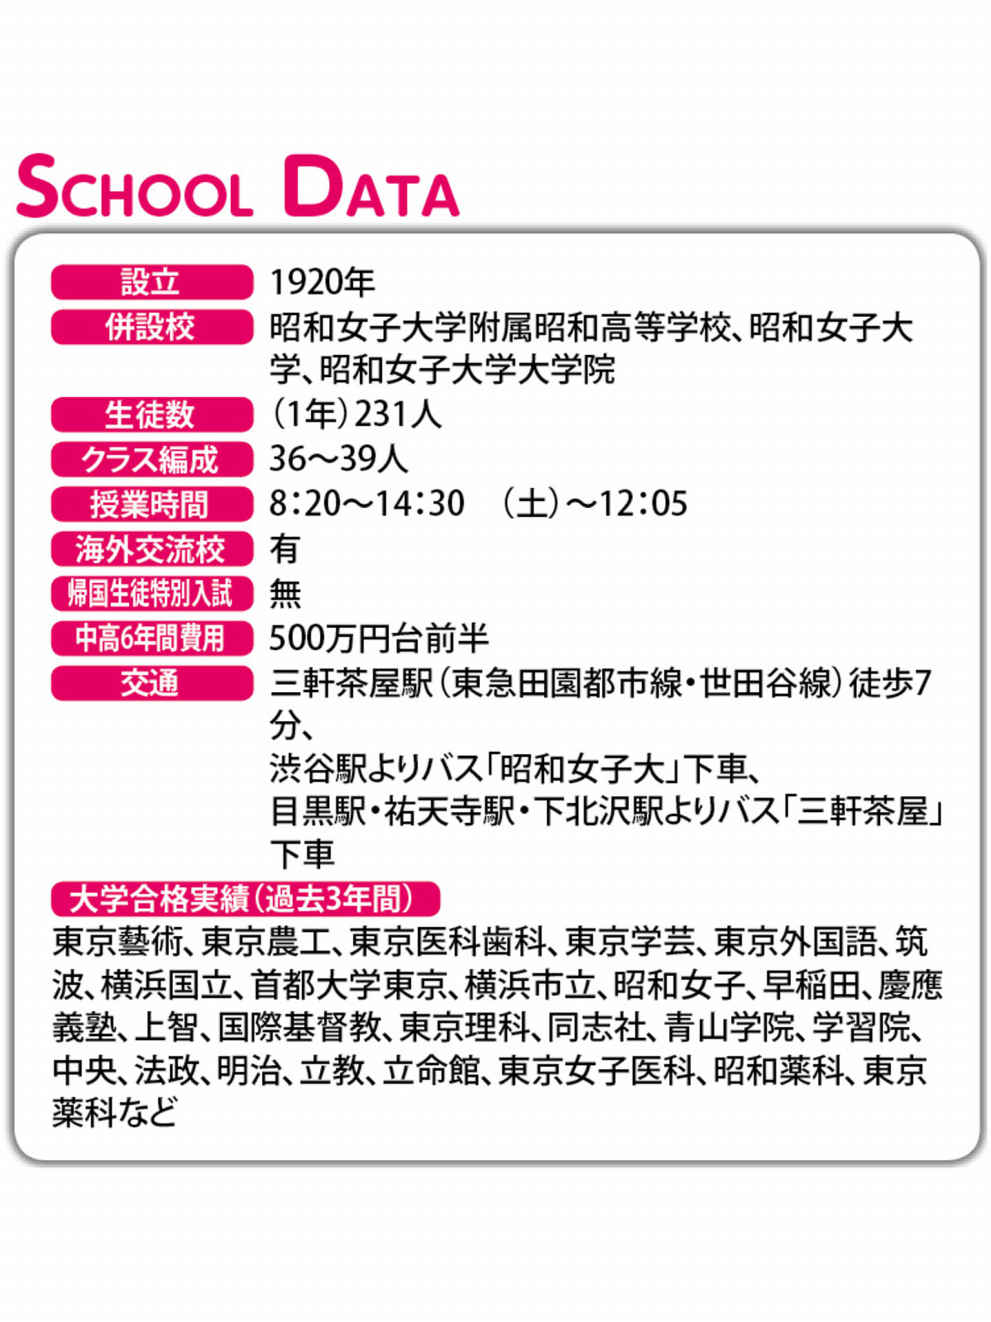 SCHOOL DATA
設立 1920年
併設校 昭和女子大学附属昭和高等学校、昭和女子大
学、昭和女子大学大学院
生徒数 （1年）231人
クラス編成 36〜39人
授業時間 8：20〜14：30　（土）〜12：05
海外交流校 有
帰国生徒特別入試 無
中高6年間費用 500万円台前半
交通 三軒茶屋駅（東急田園都市線・世田谷線）徒歩7
分、
渋谷駅よりバス「昭和女子大」下車、
目黒駅・祐天寺駅・下北沢駅よりバス「三軒茶屋」
下車
大学合格実績（過去3年間）
東京藝術、東京農工、東京医科歯科、東京学芸、東京外国語、筑
波、横浜国立、首都大学東京、横浜市立、昭和女子、早稲田、慶應
義塾、上智、国際基督教、東京理科、同志社、青山学院、学習院、
中央、法政、明治、立教、立命館、東京女子医科、昭和薬科、東京
薬科など